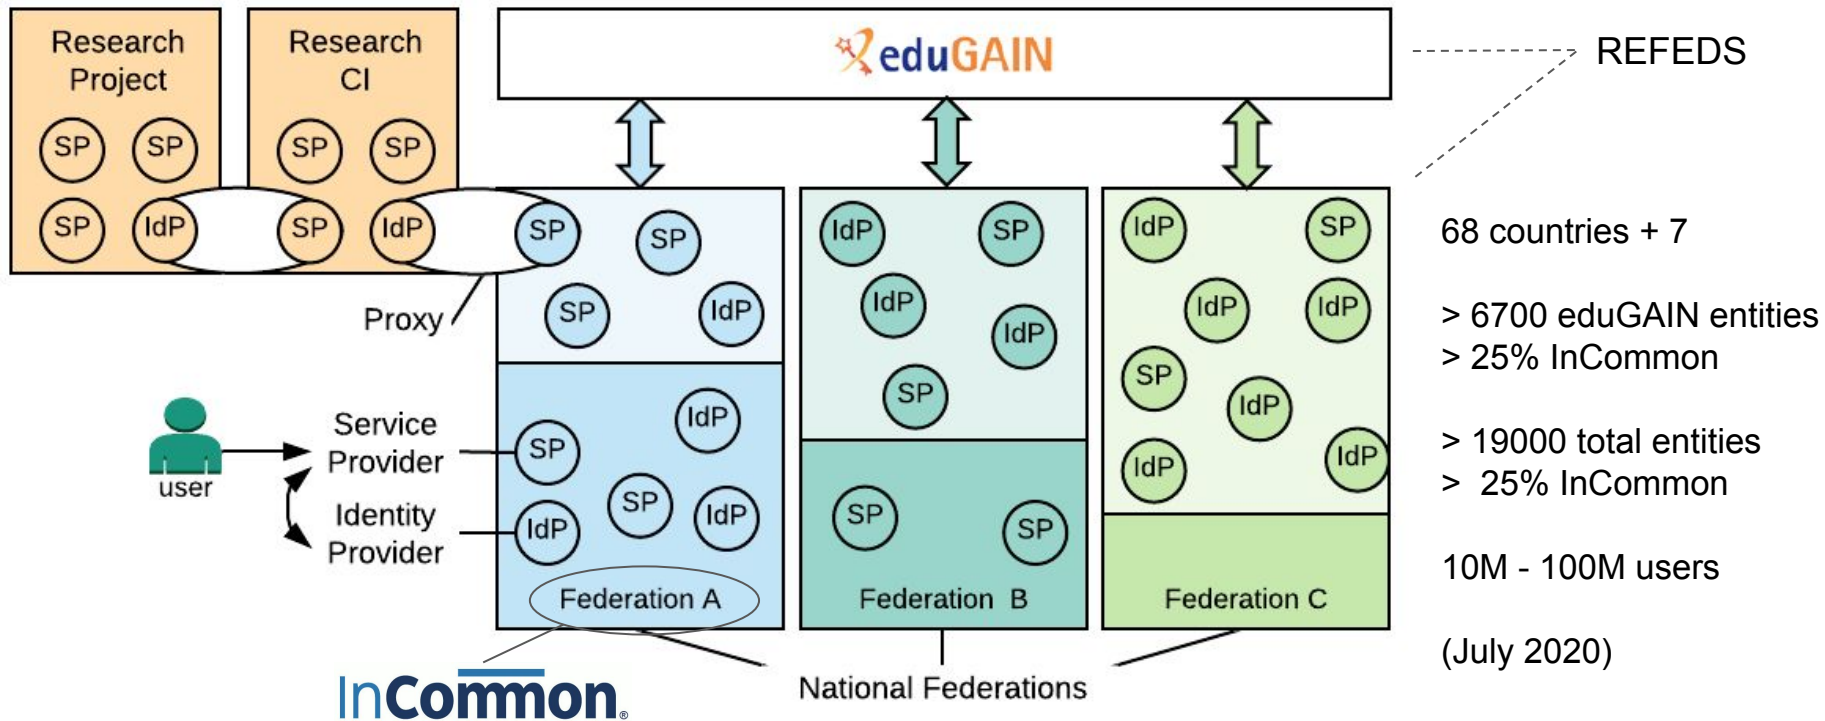 Research
Project
SP
SP
SP
IdP
Research
CI
SP
SP
SP
IdP
eduGAIN
REFEDS
SP
SP
SP
IdP
Proxy
IdP
SP
IdP
IdP
SP
IdP
SP
IdP
IdP
SP
IdP
IdP
IdP
68 countries + 7
> 6700 eduGAIN entities
> 25% InCommon
> 19000 total entities
> 25% InCommon
10M - 100M users
(July 2020)
user
Service
Provider
Identity
Provider
IdP
SP
SP
IdP
IdP
Federation A
SP
SP
Federation B
Federation C
National Federations
InCommon®